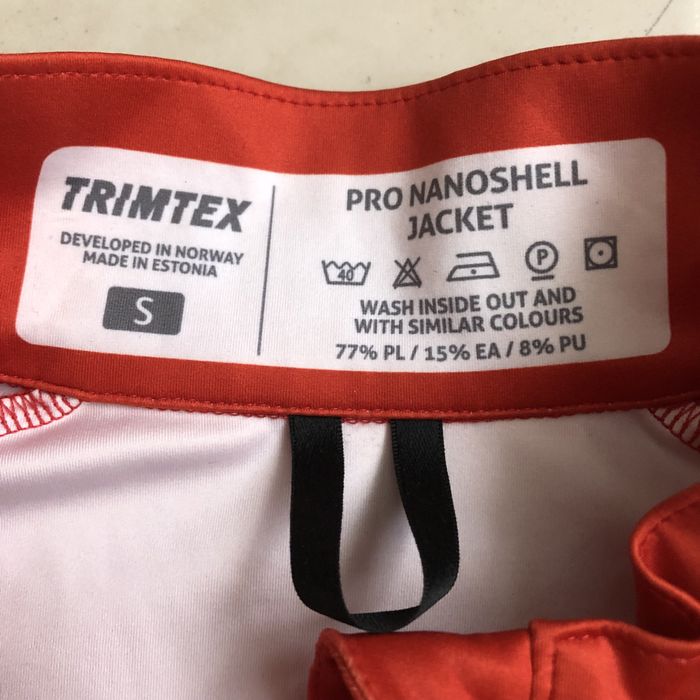 TRIMTEX
DEVELOPED IN NORWAY
MADE IN ESTONIA
S
PRO NANOSHELL
JACKET
40
P
WASH INSIDE OUT AND
WITH SIMILAR COLOURS
77% PL / 15% EA / 8% PU